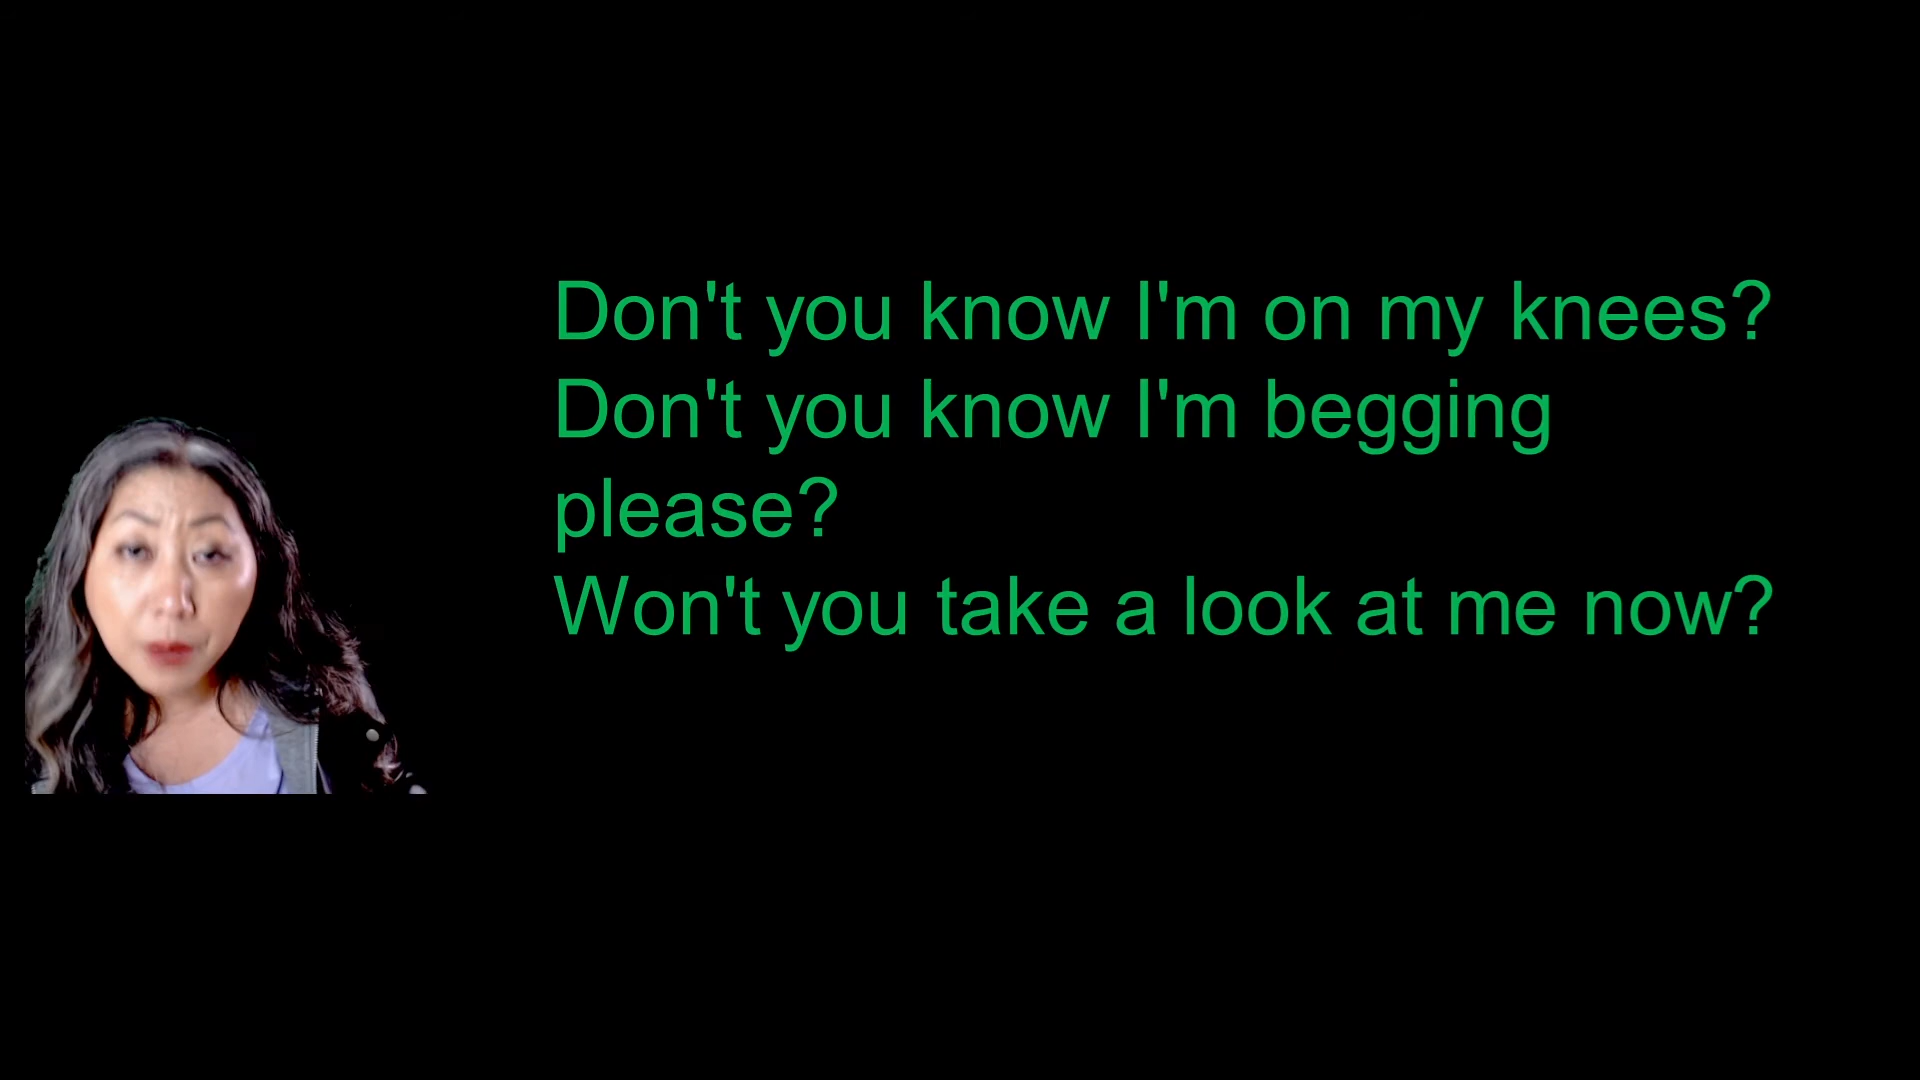 Don't you know I'm on my knees?
Don't you know I'm begging
please?
Won't you take a look at me now?